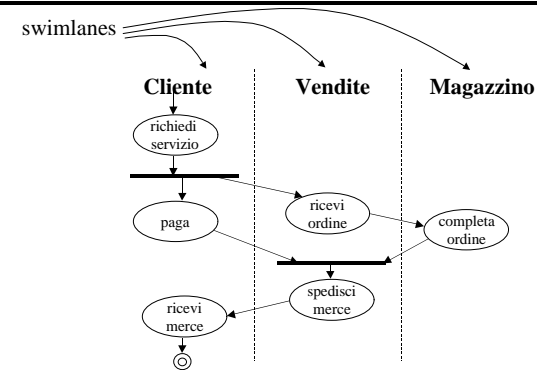 swimlanes
Cliente
Vendite
Magazzino
richiedi
servizio
paga
ricevi
ordine
completa
ordine
spedisci
merce
ricevi
merce